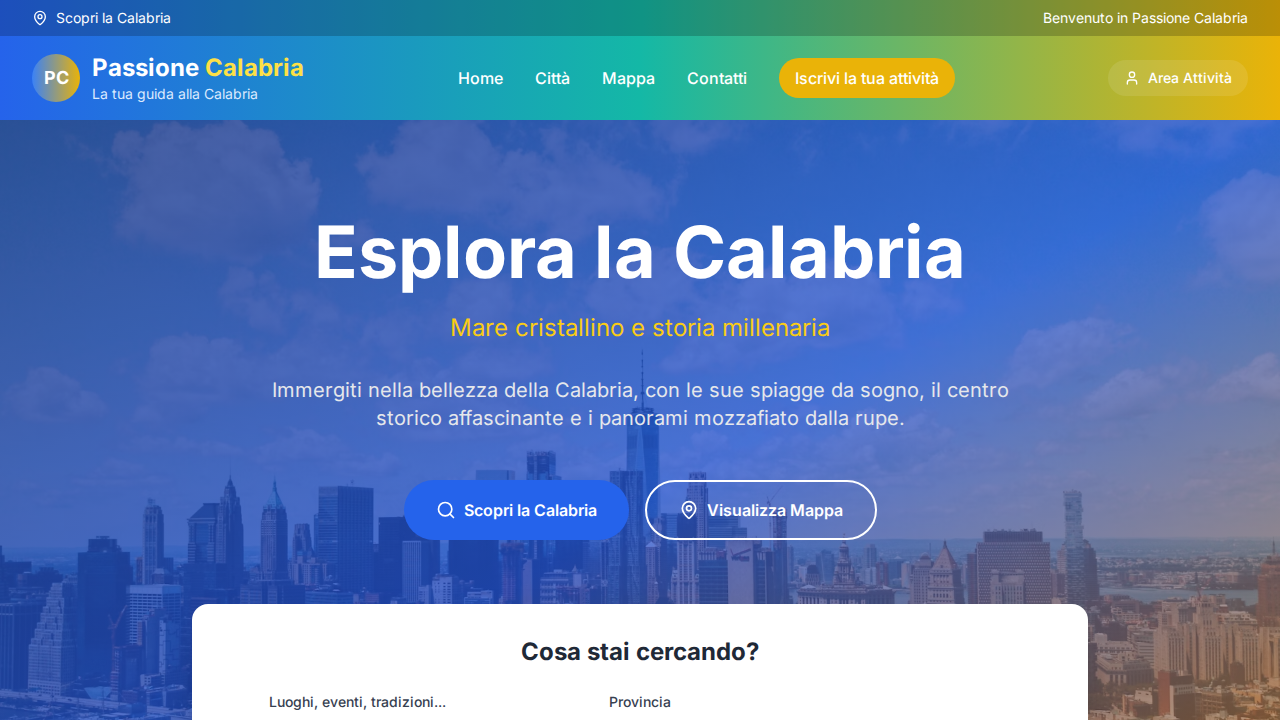 Scopri la Calabria
Benvenuto in Passione Calabria
PC
Passione Calabria
La tua guida alla Calabria
Home
Città
Mappa
Contatti
Iscrivi la tua attività
Area Attività
Esplora la Calabria
Mare cristallino e storia millenaria
Immergiti nella bellezza della Calabria, con le sue spiagge da sogno, il centro
storico affascinante e i panorami mozzafiato dalla rupe.
Scopri la Calabria
Visualizza Mappa
Cosa stai cercando?
Luoghi, eventi, tradizioni...
Provincia